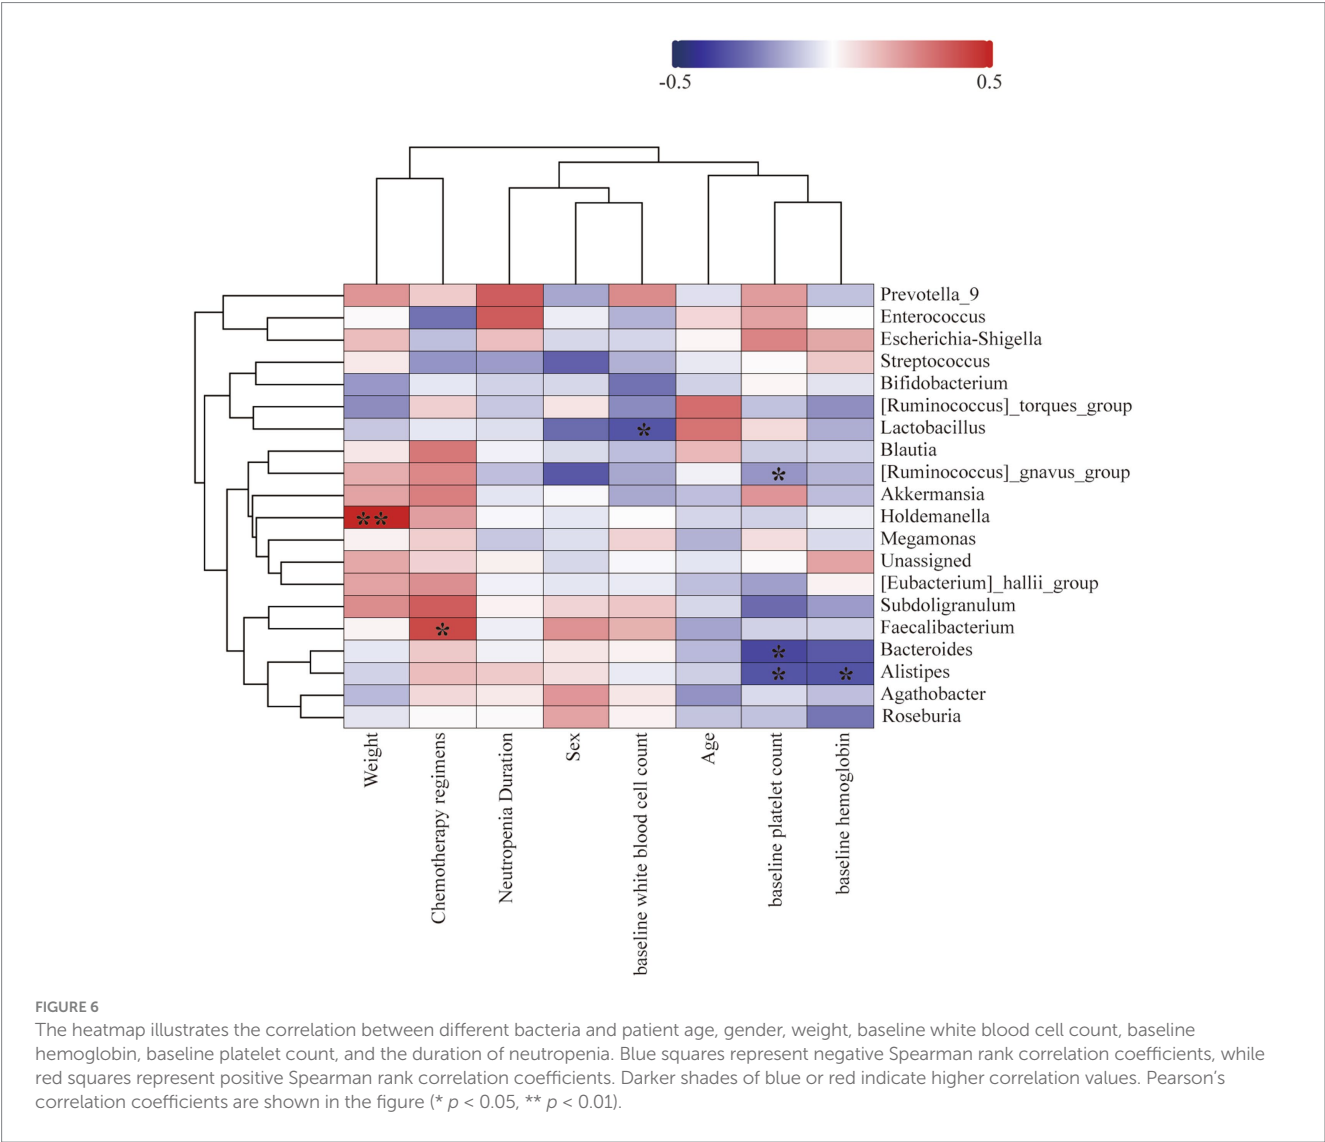 -0.5
0.5
Prevotella_9
Enterococcus
Escherichia-Shigella
Streptococcus
Bifidobacterium
[Ruminococcus]_torques_group
*
Lactobacillus
Blautia
*
[Ruminococcus]_gnavus_group
Akkermansia
**
Holdemanella
Megamonas
Unassigned
[Eubacterium]_hallii_group
Subdoligranulum
*
Faecalibacterium
*
Bacteroides
* *
Alistipes
Agathobacter
Roseburia
Weight
Chemotherapy regimens
Neutropenia Duration
Sex
baseline white blood cell count
Age
baseline platelet count
baseline hemoglobin
FIGURE 6
The heatmap illustrates the correlation between different bacteria and patient age, gender, weight, baseline white blood cell count, baseline
hemoglobin, baseline platelet count, and the duration of neutropenia. Blue squares represent negative Spearman rank correlation coefficients, while
red squares represent positive Spearman rank correlation coefficients. Darker shades of blue or red indicate higher correlation values. Pearson's
correlation coefficients are shown in the figure (* p < 0.05, ** p < 0.01).